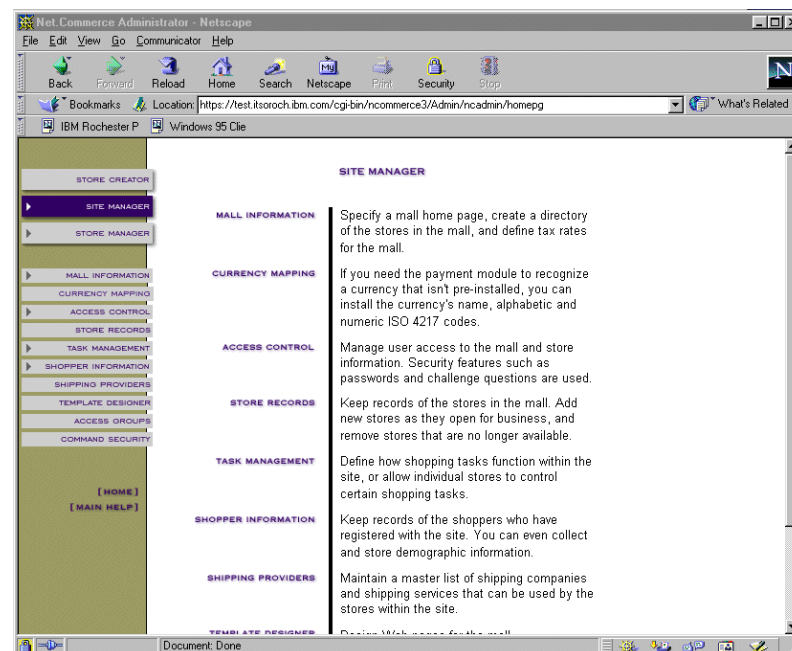 Net.Commerce Administrator - Netscape
File Edit View Go Communicator Help
Back Forward Reload Home Search Netscape Print Security Stop
Bookmarks Location: https://test.itsoroch.ibm.com/cgi-bin/ncommerce3/Admin/ncadmin/homepg What's Related
IBM Rochester P Windows 95 Clie
STORE CREATOR
SITE MANAGER
STORE MANAGER
MALL INFORMATION
CURRENCY MAPPING
ACCESS CONTROL
STORE RECORDS
TASK MANAGEMENT
SHOPPER INFORMATION
SHIPPING PROVIDERS
TEMPLATE DESIGNER
ACCESS GROUPS
COMMAND SECURITY
[HOME]
[MAIN HELP]
SITE MANAGER
MALL INFORMATION Specify a mall home page, create a directory
of the stores in the mall, and define tax rates
for the mall.
CURRENCY MAPPING If you need the payment module to recognize
a currency that isn't pre-installed, you can
install the currency's name, alphabetic and
numeric ISO 4217 codes.
ACCESS CONTROL Manage user access to the mall and store
information. Security features such as
passwords and challenge questions are used.
STORE RECORDS Keep records of the stores in the mall. Add
new stores as they open for business, and
remove stores that are no longer available.
TASK MANAGEMENT Define how shopping tasks function within the
site, or allow individual stores to control
certain shopping tasks.
SHOPPER INFORMATION Keep records of the shoppers who have
registered with the site. You can even collect
and store demographic information.
SHIPPING PROVIDERS Maintain a master list of shipping companies
and shipping services that can be used by the
stores within the site.
TEMPLATE DESIGNER Design Web pages for the mall
Document: Done